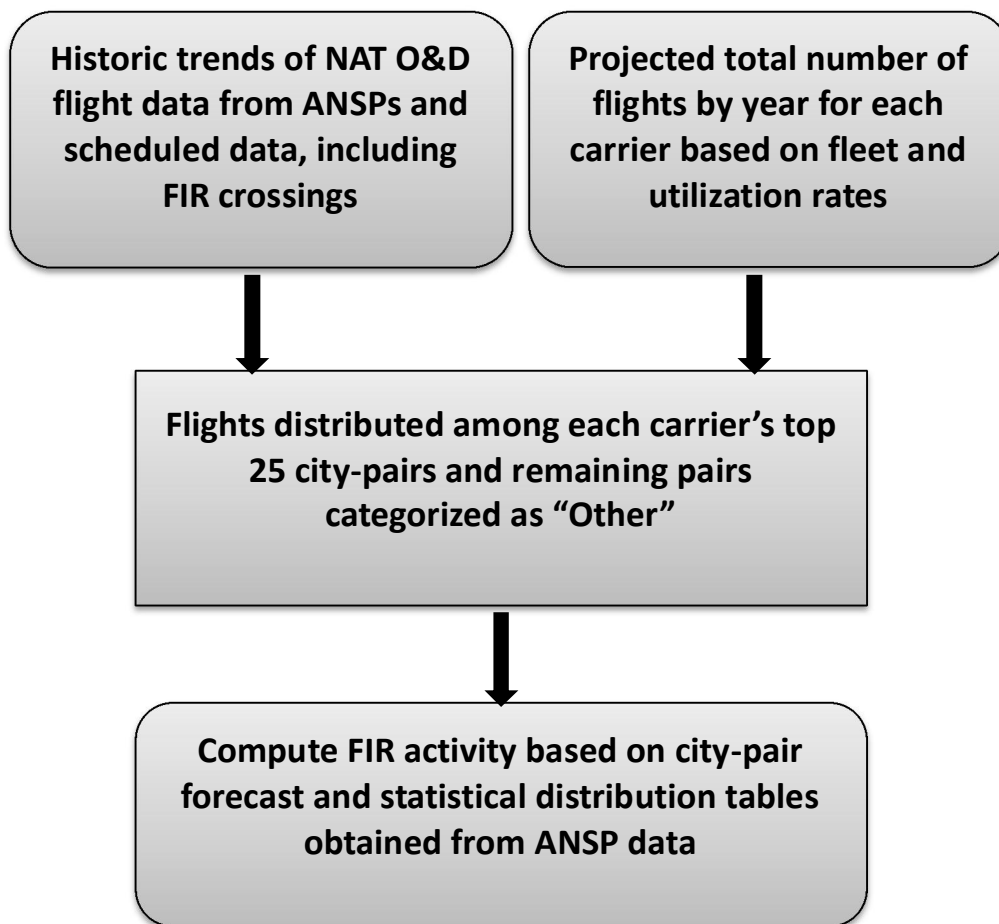 Historic trends of NAT O&D
flight data from ANSPs and
scheduled data, including
FIR crossings
Projected total number of
flights by year for each
carrier based on fleet and
utilization rates
Flights distributed among each carrier’s top
25 city-pairs and remaining pairs
categorized as “Other”
Compute FIR activity based on city-pair
forecast and statistical distribution tables
obtained from ANSP data